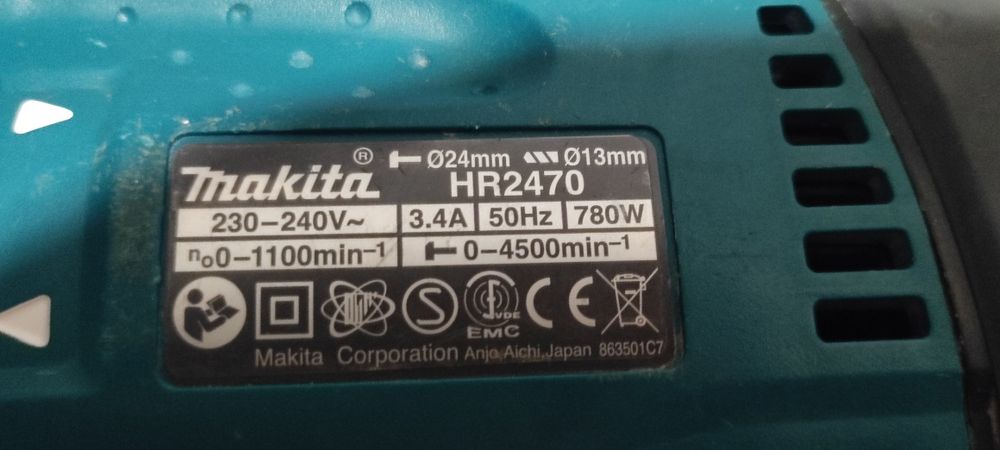 Makita ® Ø24mm Ø13mm
HR2470
230–240V~ 3.4A 50Hz 780W
no0–1100min–1 0–4500min–1
S VDE CE
EMC
Makita Corporation Anjo,Aichi,Japan 863501C7